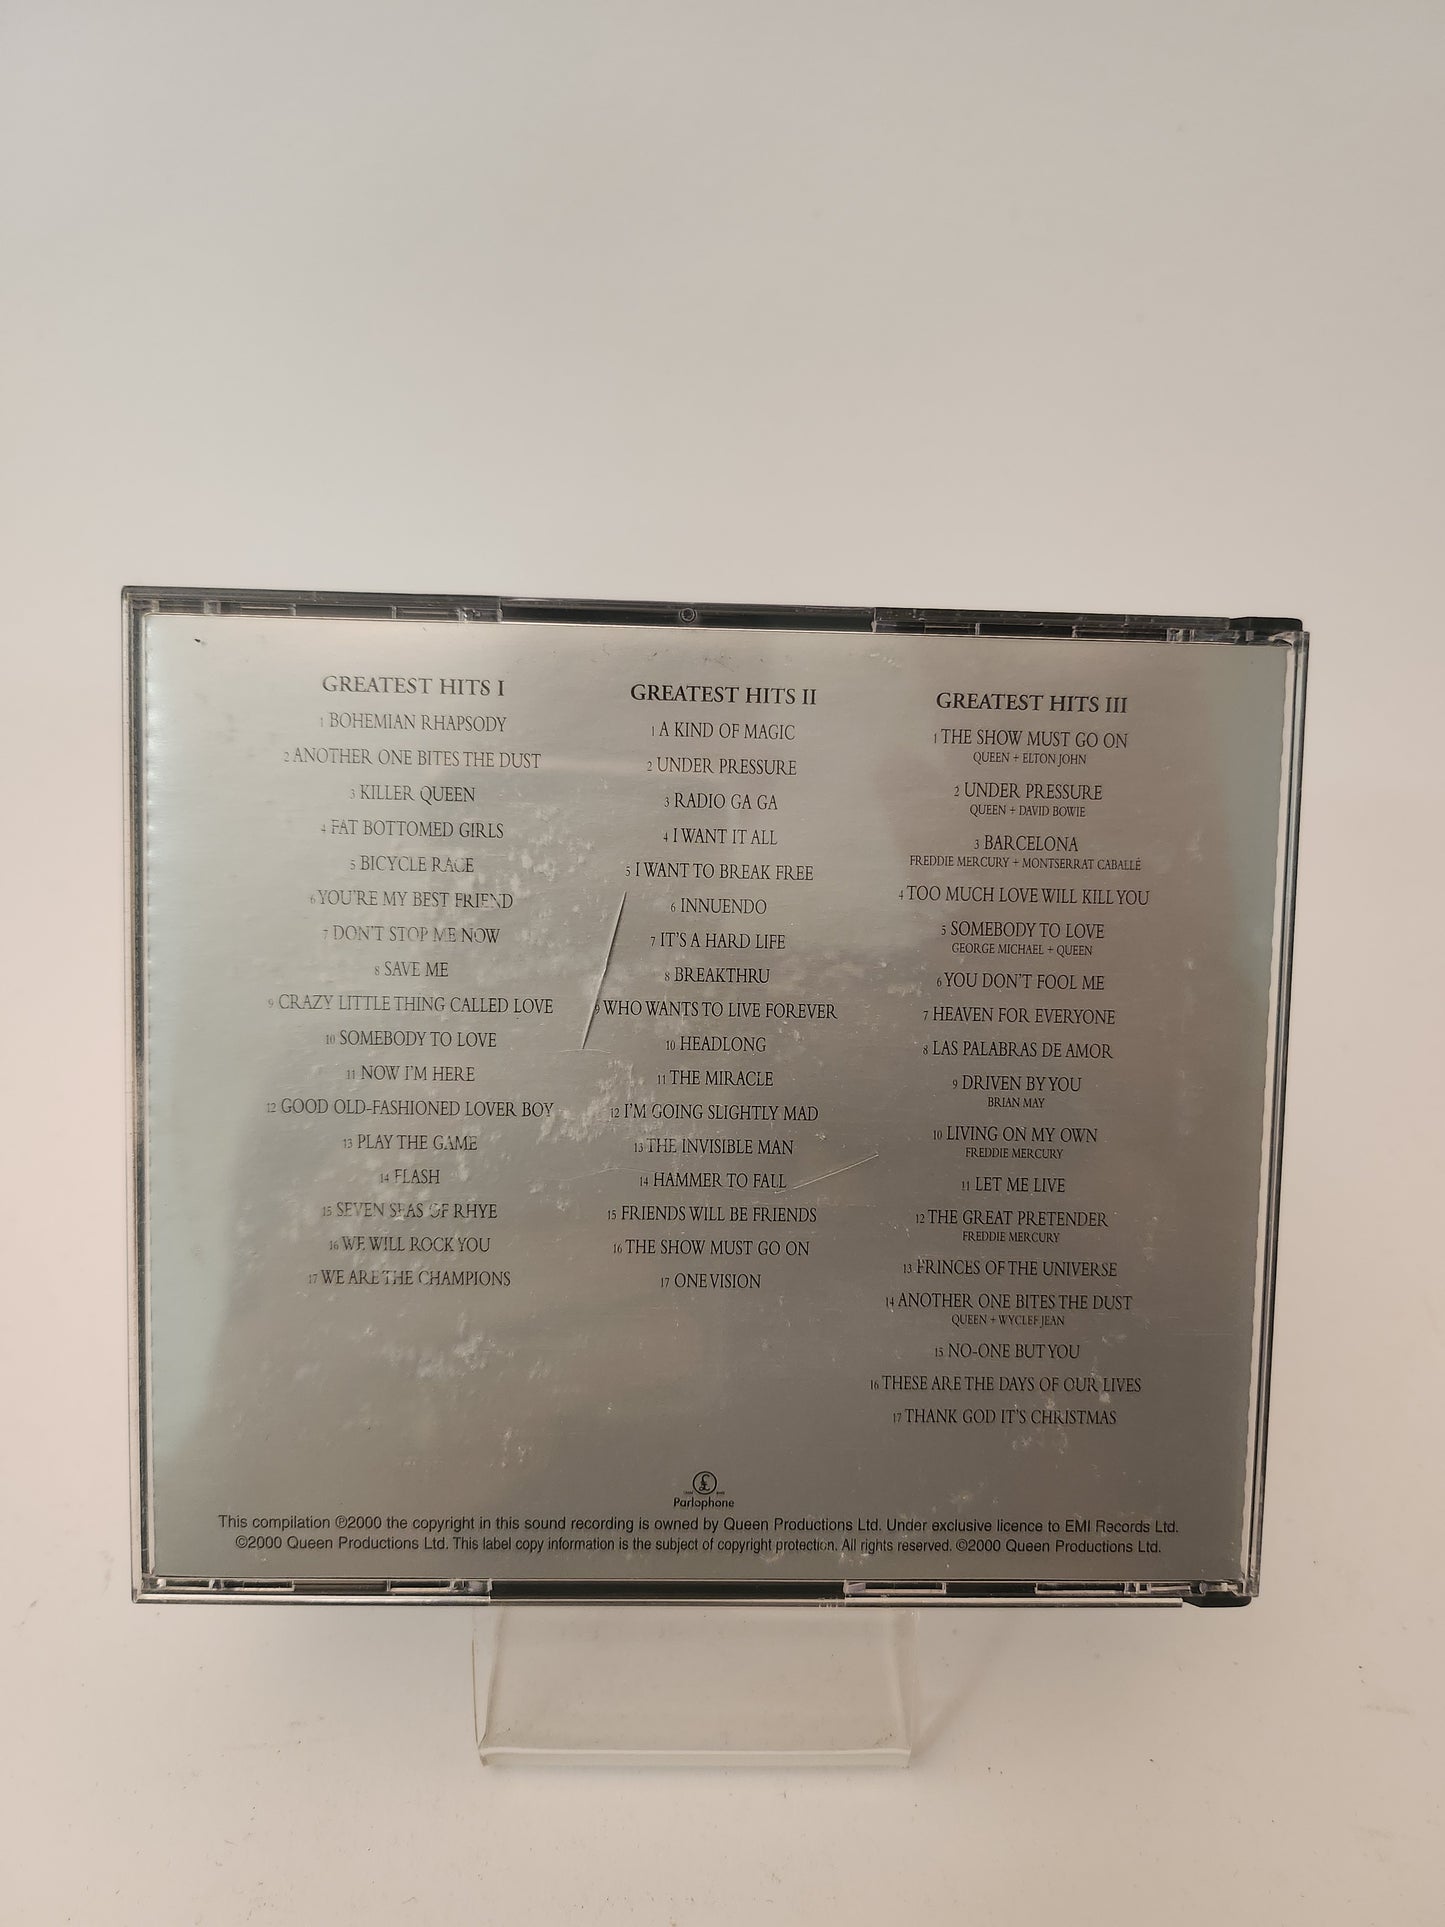 GREATEST HITS I
1 BOHEMIAN RHAPSODY
2 ANOTHER ONE BITES THE DUST
3 KILLER QUEEN
4 FAT BOTTOMED GIRLS
5 BICYCLE RACE
6 YOU'RE MY BEST FRIEND
7 DON'T STOP ME NOW
8 SAVE ME
9 CRAZY LITTLE THING CALLED LOVE
10 SOMEBODY TO LOVE
11 NOW I'M HERE
12 GOOD OLD-FASHIONED LOVER BOY
13 PLAY THE GAME
14 FLASH
15 SEVEN SEAS OF RHYE
16 WE WILL ROCK YOU
17 WE ARE THE CHAMPIONS
GREATEST HITS II
1 A KIND OF MAGIC
2 UNDER PRESSURE
3 RADIO GA GA
4 I WANT IT ALL
5 I WANT TO BREAK FREE
6 INNUENDO
7 IT'S A HARD LIFE
8 BREAKTHRU
9 WHO WANTS TO LIVE FOREVER
10 HEADLONG
11 THE MIRACLE
12 I'M GOING SLIGHTLY MAD
13 THE INVISIBLE MAN
14 HAMMER TO FALL
15 FRIENDS WILL BE FRIENDS
16 THE SHOW MUST GO ON
17 ONE VISION
GREATEST HITS III
1 THE SHOW MUST GO ON
QUEEN + ELTON JOHN
2 UNDER PRESSURE
QUEEN + DAVID BOWIE
3 BARCELONA
FREDDIE MERCURY + MONTSERRAT CABALLÉ
4 TOO MUCH LOVE WILL KILL YOU
5 SOMEBODY TO LOVE
GEORGE MICHAEL + QUEEN
6 YOU DON'T FOOL ME
7 HEAVEN FOR EVERYONE
8 LAS PALABRAS DE AMOR
9 DRIVEN BY YOU
BRIAN MAY
10 LIVING ON MY OWN
FREDDIE MERCURY
11 LET ME LIVE
12 THE GREAT PRETENDER
FREDDIE MERCURY
13 PRINCES OF THE UNIVERSE
14 ANOTHER ONE BITES THE DUST
QUEEN + WYCLEF JEAN
15 NO-ONE BUT YOU
16 THESE ARE THE DAYS OF OUR LIVES
17 THANK GOD IT'S CHRISTMAS
£
Parlophone
This compilation ℗2000 the copyright in this sound recording is owned by Queen Productions Ltd. Under exclusive licence to EMI Records Ltd.
©2000 Queen Productions Ltd. This label copy information is the subject of copyright protection. All rights reserved. ©2000 Queen Productions Ltd.